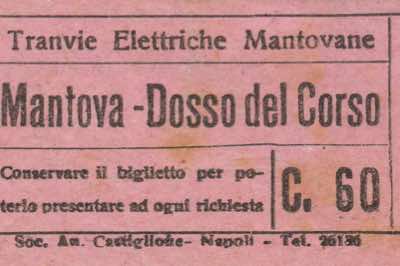 Tranvie Elettriche Mantovane
Mantova - Dosso del Corso
Conservare il biglietto per po-
terlo presentare ad ogni richiesta
C. 60
Soc. An. Castiglione - Napoli - Tel. 26126